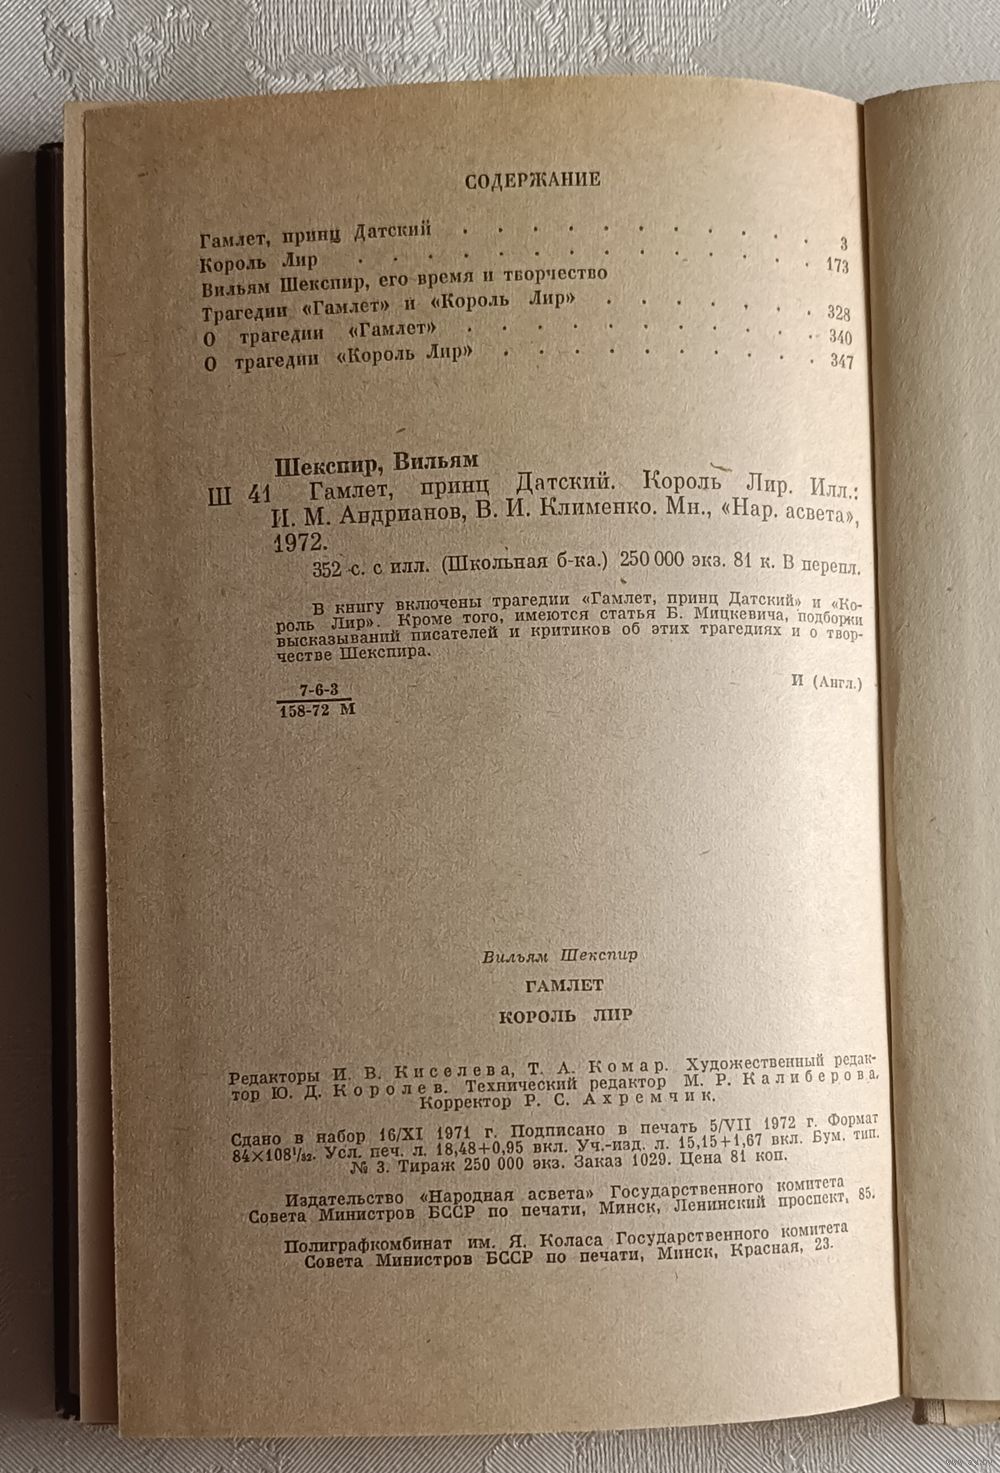 СОДЕРЖАНИЕ
Гамлет, принц Датский . . . . . . . . . . . 3
Король Лир . . . . . . . . . . . . . 173
Вильям Шекспир, его время и творчество
Трагедии «Гамлет» и «Король Лир» . . . . . . . 328
О трагедии «Гамлет» . . . . . . . . . . 340
О трагедии «Король Лир» . . . . . . . . . 347
Шекспир, Вильям
Ш 41 Гамлет, принц Датский. Король Лир. Илл.:
И. М. Андрианов, В. И. Клименко. Мн., «Нар. асвета»,
1972.
352 с. с илл. (Школьная б-ка.) 250 000 экз. 81 к. В перепл.
В книгу включены трагедии «Гамлет, принц Датский» и «Ко-
роль Лир». Кроме того, имеются статья Б. Мицкевича, подборки
высказываний писателей и критиков об этих трагедиях и о твор-
честве Шекспира.
7-6-3
158-72 М
И (Англ.)
Вильям Шекспир
ГАМЛЕТ
КОРОЛЬ ЛИР
Редакторы И. В. Киселева, Т. А. Комар. Художественный редак-
тор Ю. Д. Королев. Технический редактор М. Р. Калиберова.
Корректор Р. С. Ахремчик.
Сдано в набор 16/XI 1971 г. Подписано в печать 5/VII 1972 г. Формат
84×108¹/₃₂. Усл. печ. л. 18,48+0,95 вкл. Уч.-изд. л. 15,15+1,67 вкл. Бум. тип.
№ 3. Тираж 250 000 экз. Заказ 1029. Цена 81 коп.
Издательство «Народная асвета» Государственного комитета
Совета Министров БССР по печати, Минск, Ленинский проспект, 85.
Полиграфкомбинат им. Я. Коласа Государственного комитета
Совета Министров БССР по печати, Минск, Красная, 23.